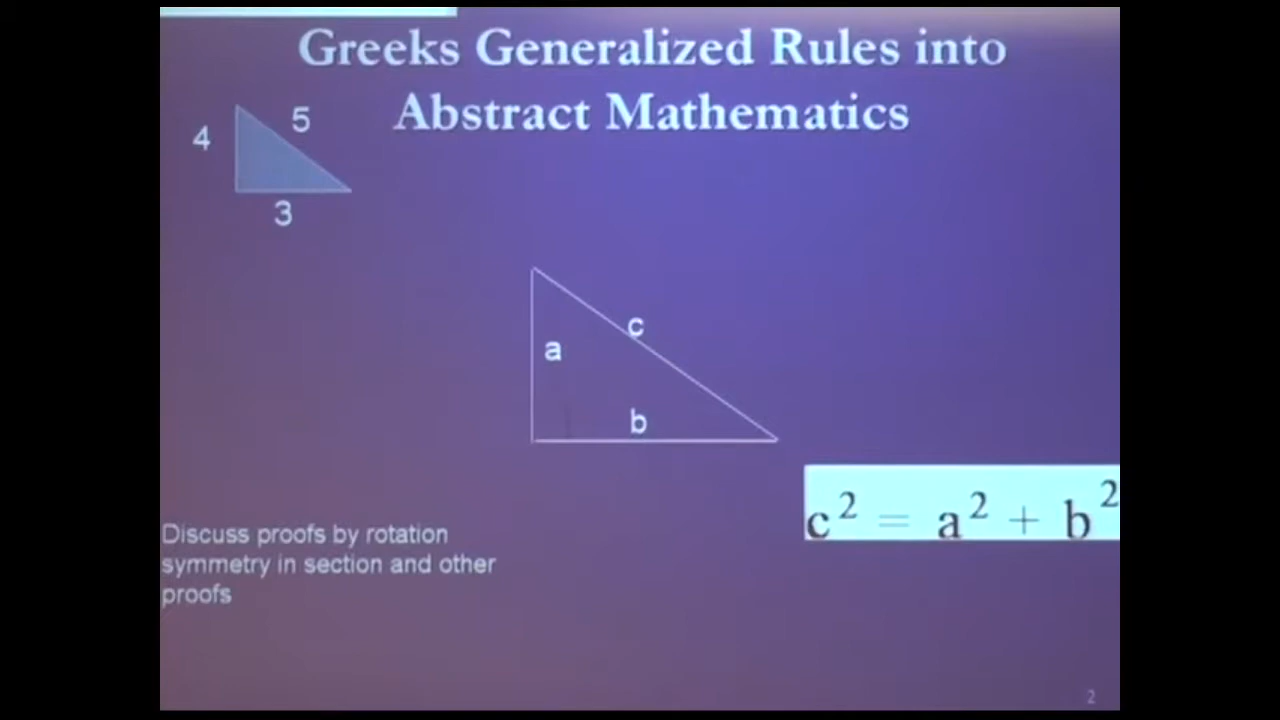 Greeks Generalized Rules into
Abstract Mathematics
4
5
3
c
a
b
c² = a² + b²
Discuss proofs by rotation
symmetry in section and other
proofs
2